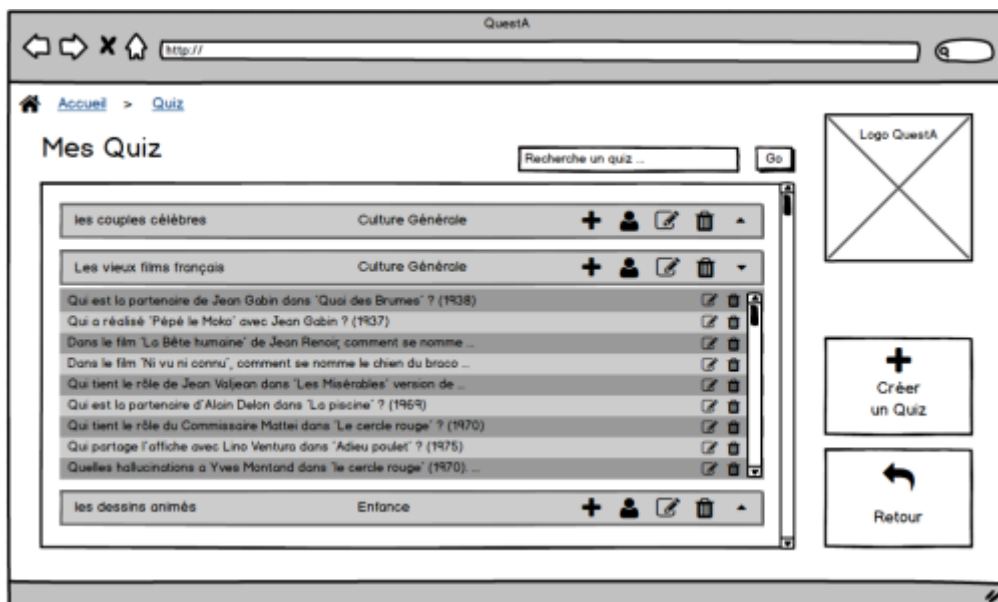 QuestA
http://
Accueil > Quiz
Mes Quiz
Recherche un quiz ...
Go
Logo QuestA
les couples célèbres Culture Générale
Les vieux films français Culture Générale
Qui est la partenaire de Jean Gabin dans 'Quai des Brumes' ? (1938)
Qui a réalisé 'Pépé le Moko' avec Jean Gabin ? (1937)
Dans le film 'La Bête humaine' de Jean Renoir, comment se nomme ...
Dans le film 'Ni vu ni connu', comment se nomme le chien du braco ...
Qui tient le rôle de Jean Valjean dans 'Les Misérables' version de ...
Qui est la partenaire d'Alain Delon dans 'La piscine' ? (1969)
Qui tient le rôle du Commissaire Mattei dans 'Le cercle rouge' ? (1970)
Qui partage l'affiche avec Lino Ventura dans 'Adieu poulet' ? (1975)
Quelles hallucinations a Yves Montand dans 'le cercle rouge' (1970). ...
les dessins animés Enfance
Créer
un Quiz
Retour